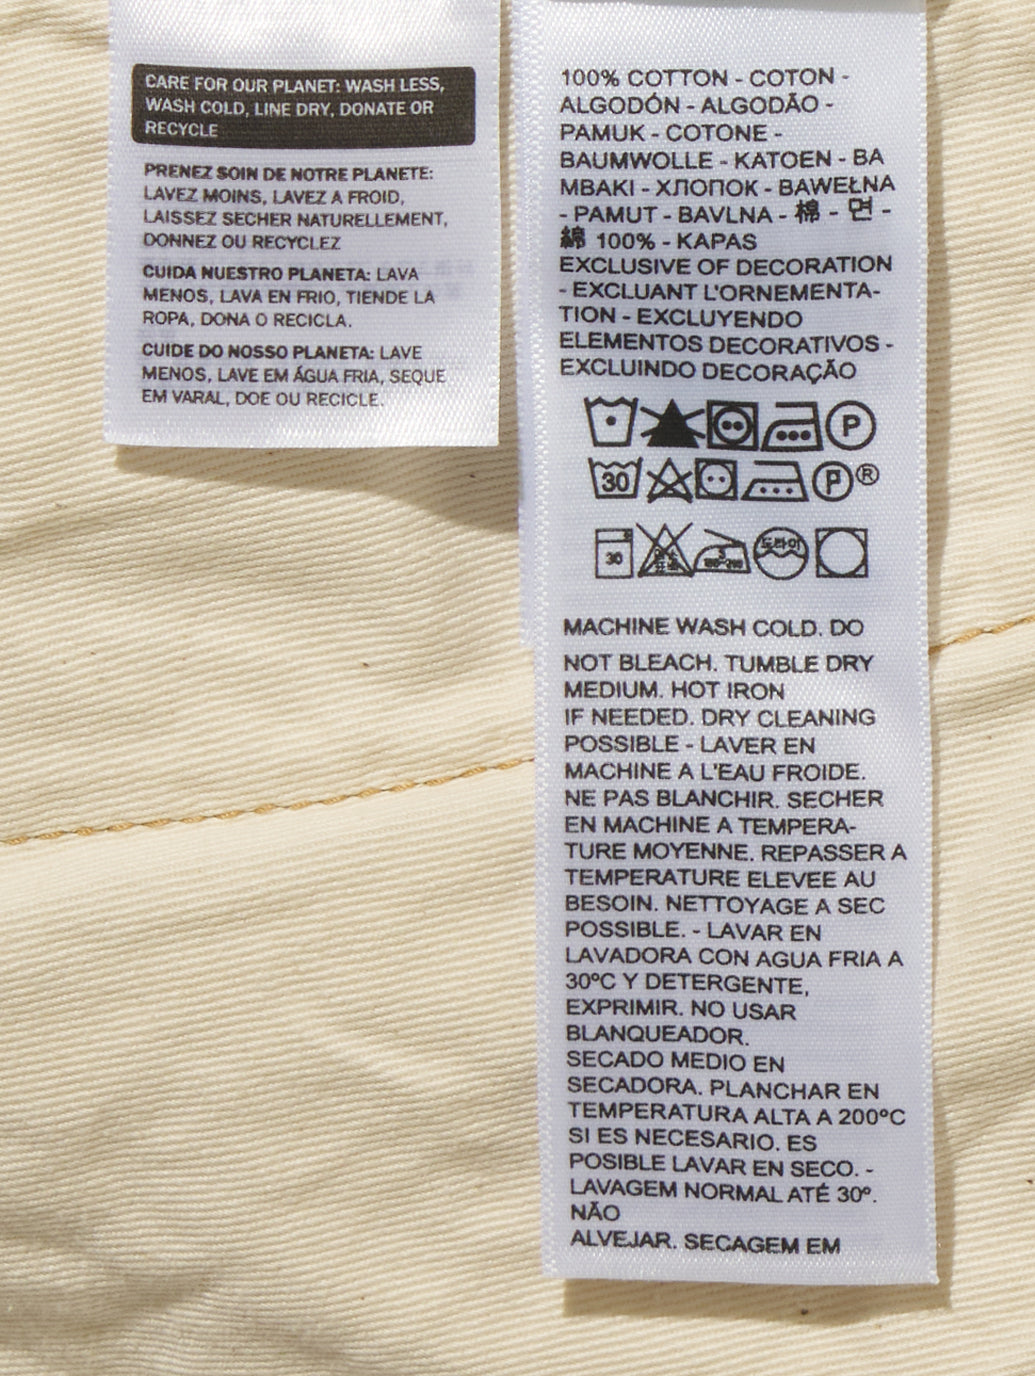 CARE FOR OUR PLANET: WASH LESS,
WASH COLD, LINE DRY, DONATE OR
RECYCLE
PRENEZ SOIN DE NOTRE PLANETE:
LAVEZ MOINS, LAVEZ A FROID,
LAISSEZ SECHER NATURELLEMENT,
DONNEZ OU RECYCLEZ
CUIDA NUESTRO PLANETA: LAVA
MENOS, LAVA EN FRIO, TIENDE LA
ROPA, DONA O RECICLA.
CUIDE DO NOSSO PLANETA: LAVE
MENOS, LAVE EM ÁGUA FRIA, SEQUE
EM VARAL, DOE OU RECICLE.
100% COTTON - COTON -
ALGODÓN - ALGODÃO -
PAMUK - COTONE -
BAUMWOLLE - KATOEN - BA
MBAKI - ХЛОПОК - BAWEŁNA
- PAMUT - BAVLNA - 棉 - 면 -
綿 100% - KAPAS
EXCLUSIVE OF DECORATION
- EXCLUANT L'ORNEMENTA-
TION - EXCLUYENDO
ELEMENTOS DECORATIVOS -
EXCLUINDO DECORAÇÃO
P
30 P ®
30 드라이
MACHINE WASH COLD. DO
NOT BLEACH. TUMBLE DRY
MEDIUM. HOT IRON
IF NEEDED. DRY CLEANING
POSSIBLE - LAVER EN
MACHINE A L'EAU FROIDE.
NE PAS BLANCHIR. SECHER
EN MACHINE A TEMPERA-
TURE MOYENNE. REPASSER A
TEMPERATURE ELEVEE AU
BESOIN. NETTOYAGE A SEC
POSSIBLE. - LAVAR EN
LAVADORA CON AGUA FRIA A
30ºC Y DETERGENTE,
EXPRIMIR. NO USAR
BLANQUEADOR.
SECADO MEDIO EN
SECADORA. PLANCHAR EN
TEMPERATURA ALTA A 200ºC
SI ES NECESARIO. ES
POSIBLE LAVAR EN SECO. -
LAVAGEM NORMAL ATÉ 30º.
NÃO
ALVEJAR. SECAGEM EM